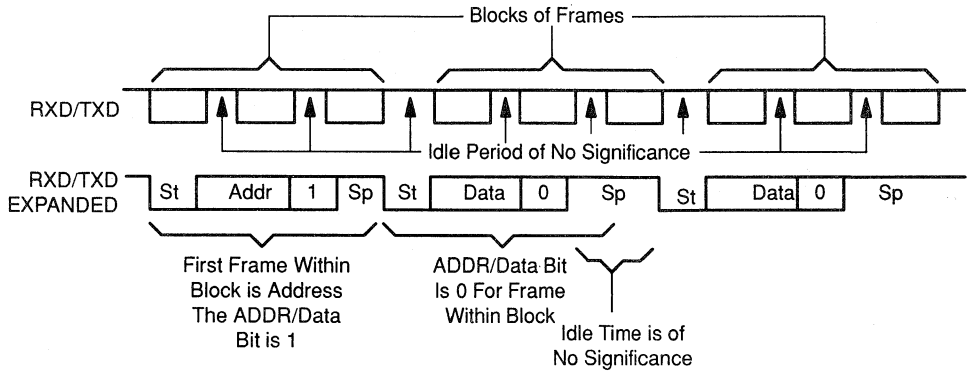 Blocks of Frames
RXD/TXD
Idle Period of No Significance
RXD/TXD
EXPANDED
St Addr 1 Sp St Data 0 Sp St Data 0 Sp
First Frame Within
Block is Address
The ADDR/Data
Bit is 1
ADDR/Data Bit
Is 0 For Frame
Within Block
Idle Time is of
No Significance